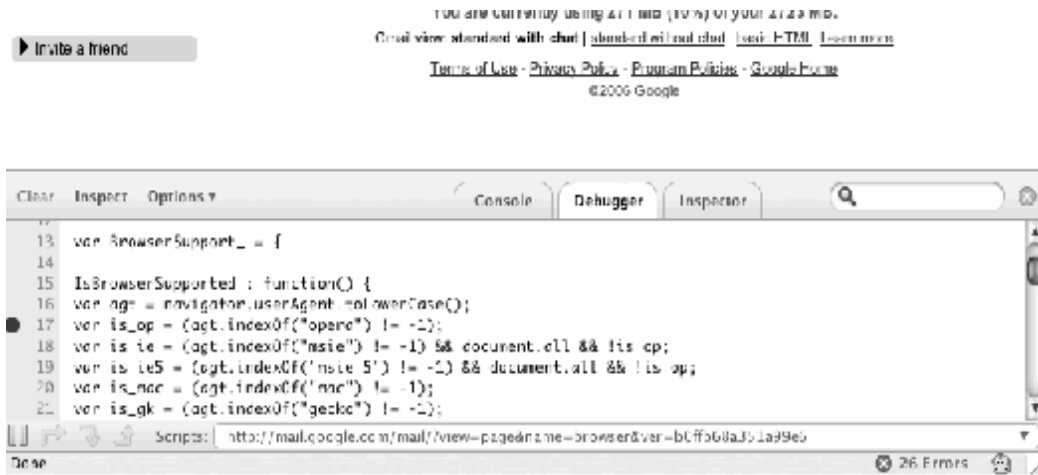 You are currently using 271 MB (10%) of your 2723 MB.
Invite a friend
Gmail view: standard with chat | standard without chat basic HTML Learn more
Terms of Use - Privacy Policy - Program Policies - Google Home
©2006 Google
Clear Inspect Options Console Debugger Inspector
13 var BrowserSupport_ = {
14
15 IsBrowserSupported : function() {
16 var agt = navigator.userAgent.toLowerCase();
17 var is_op = (agt.indexOf("opera") != -1);
18 var is_ie = (agt.indexOf("msie") != -1) && document.all && !is_op;
19 var is_ie5 = (agt.indexOf("msie 5") != -1) && document.all && !is_op;
20 var is_mac = (agt.indexOf("mac") != -1);
21 var is_gk = (agt.indexOf("gecko") != -1);
Scripts:
Done 26 Errors